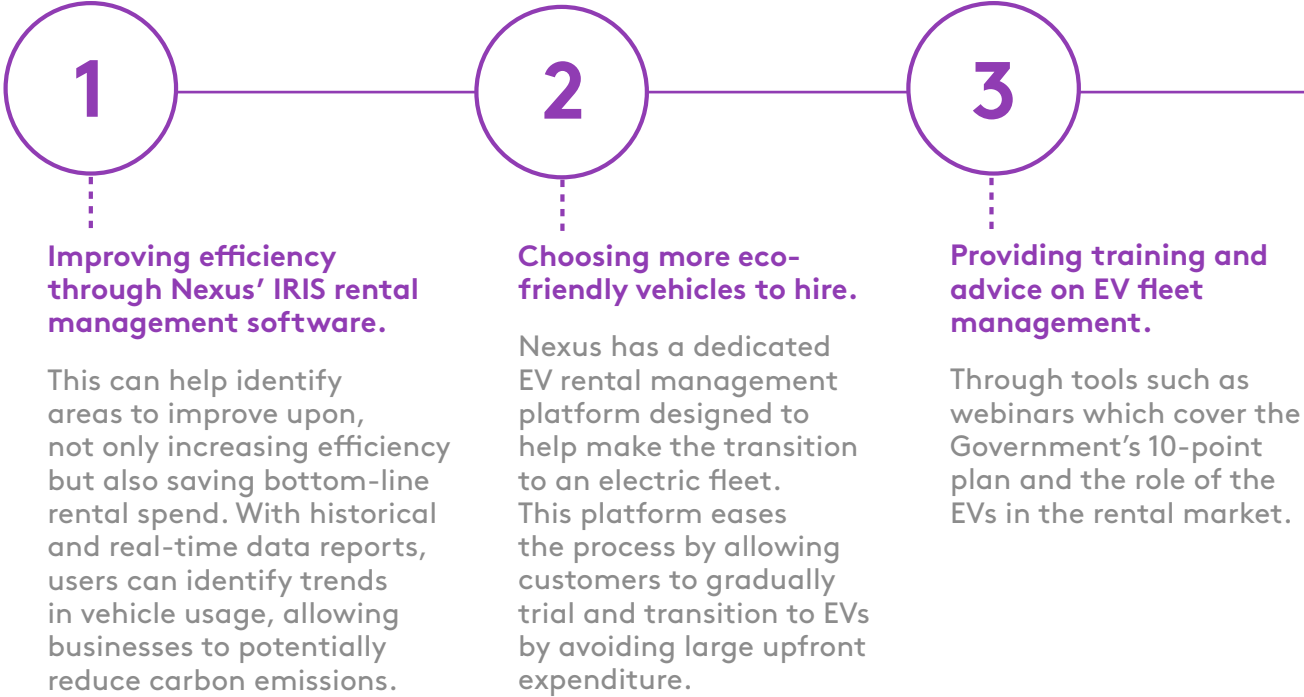 1
Improving efficiency
through Nexus’ IRIS rental
management software.
This can help identify
areas to improve upon,
not only increasing efficiency
but also saving bottom-line
rental spend. With historical
and real-time data reports,
users can identify trends
in vehicle usage, allowing
businesses to potentially
reduce carbon emissions.
2
Choosing more eco-
friendly vehicles to hire.
Nexus has a dedicated
EV rental management
platform designed to
help make the transition
to an electric fleet.
This platform eases
the process by allowing
customers to gradually
trial and transition to EVs
by avoiding large upfront
expenditure.
3
Providing training and
advice on EV fleet
management.
Through tools such as
webinars which cover the
Government’s 10-point
plan and the role of the
EVs in the rental market.